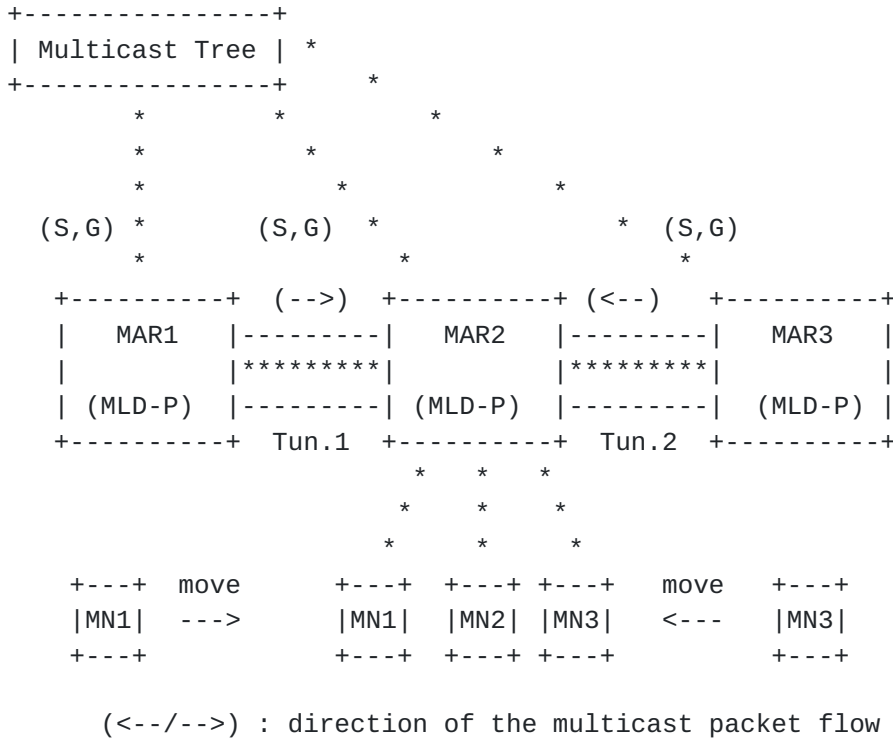 Multicast Tree
(S,G) (S,G) (S,G)
(-->) (<--)
MAR1 MAR2 MAR3
(MLD-P) (MLD-P) (MLD-P)
Tun.1 Tun.2
move move
MN1 ---> MN1 MN2 MN3 <--- MN3
(<--/-->) : direction of the multicast packet flow